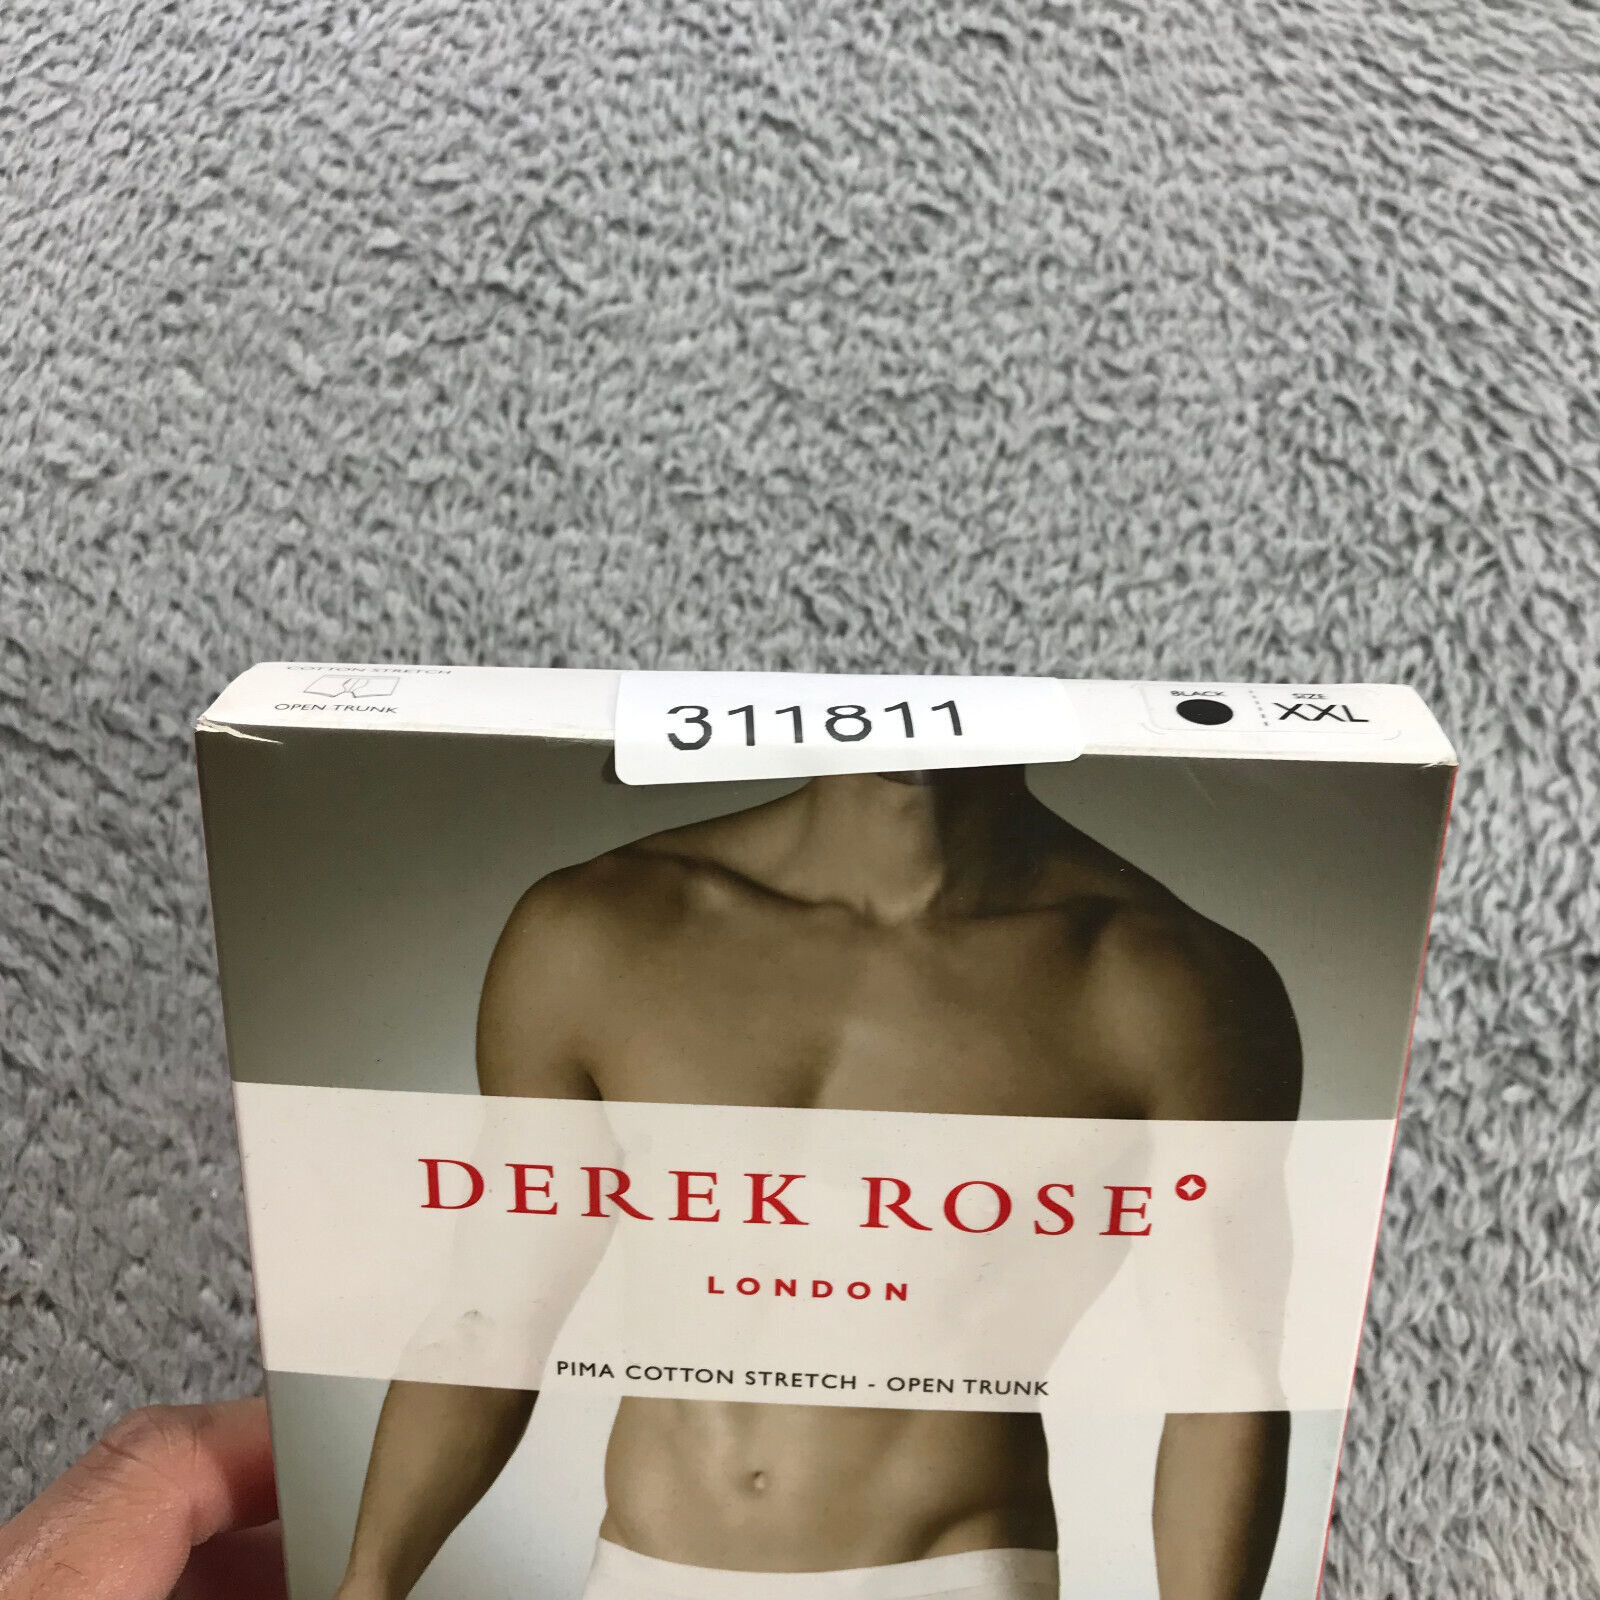 COTTON STRETCH
OPEN TRUNK
311811
BLACK
SIZE
XXL
DEREK ROSE
LONDON
PIMA COTTON STRETCH - OPEN TRUNK